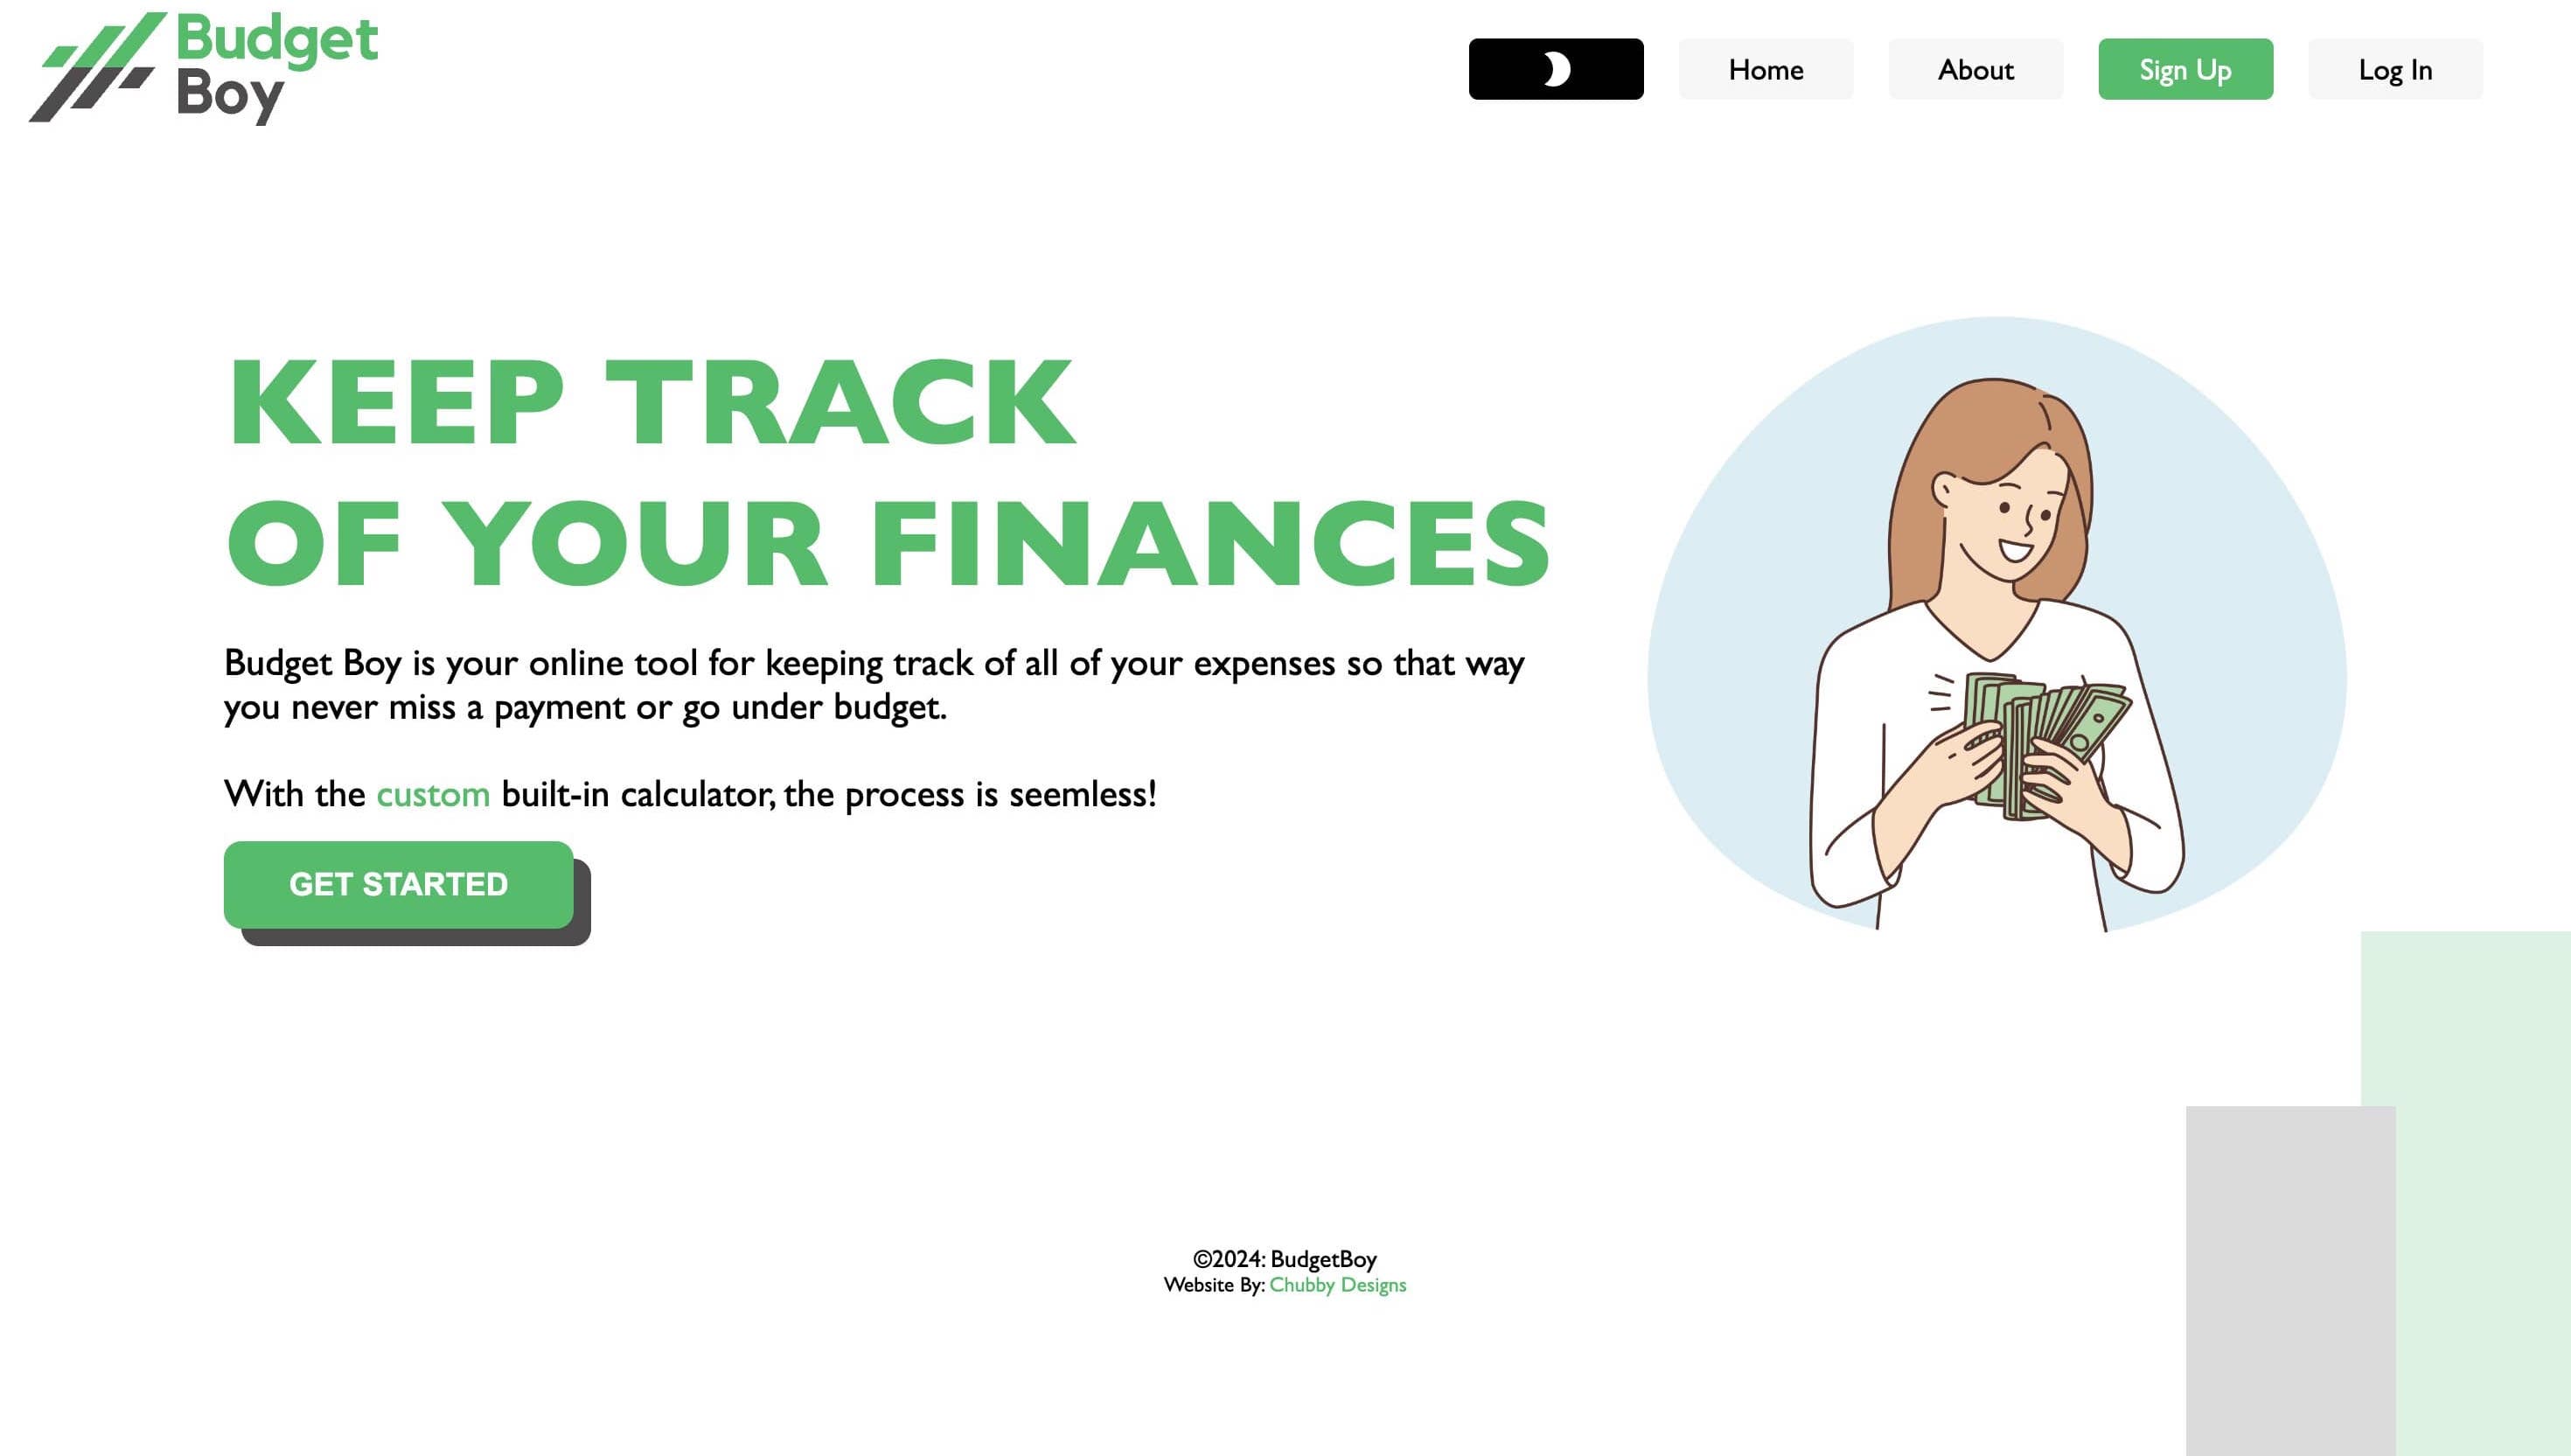 Budget
Boy
Home
About
Sign Up
Log In
KEEP TRACK
OF YOUR FINANCES
Budget Boy is your online tool for keeping track of all of your expenses so that way
you never miss a payment or go under budget.
With the custom built-in calculator, the process is seemless!
GET STARTED
©2024: BudgetBoy
Website By: Chubby Designs